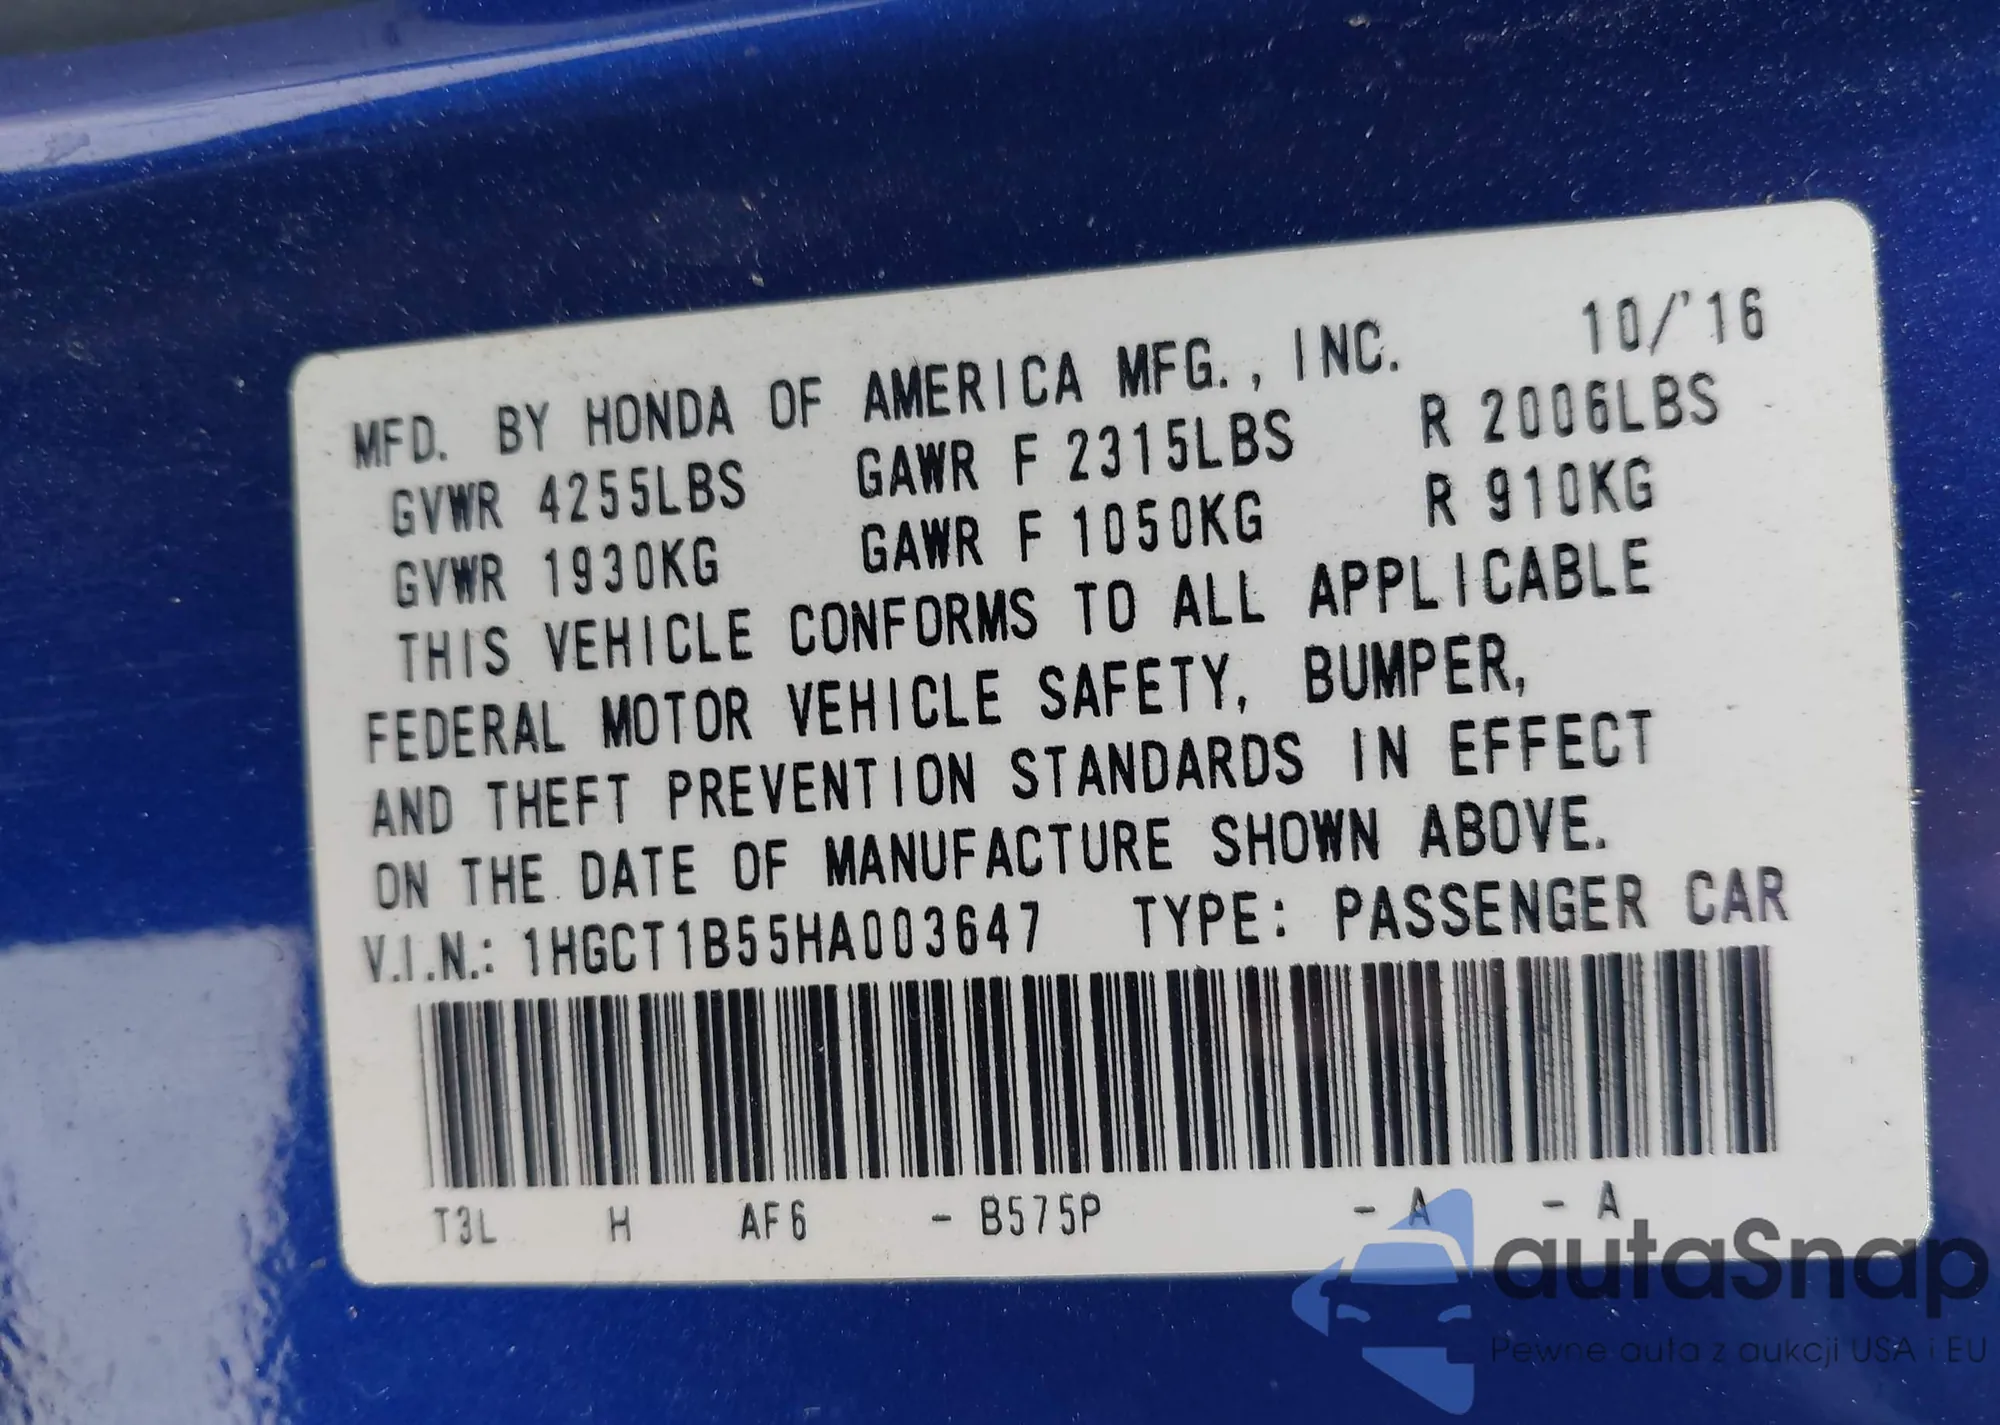 MFD. BY HONDA OF AMERICA MFG., INC. 10/'16
GVWR 4255LBS GAWR F 2315LBS R 2006LBS
GVWR 1930KG GAWR F 1050KG R 910KG
THIS VEHICLE CONFORMS TO ALL APPLICABLE
FEDERAL MOTOR VEHICLE SAFETY, BUMPER,
AND THEFT PREVENTION STANDARDS IN EFFECT
ON THE DATE OF MANUFACTURE SHOWN ABOVE.
V.I.N.: 1HGCT1B55HA003647 TYPE: PASSENGER CAR
T3L H AF6 - B575P - A - A
autaSnap
Pewne auta z aukcji USA i EU